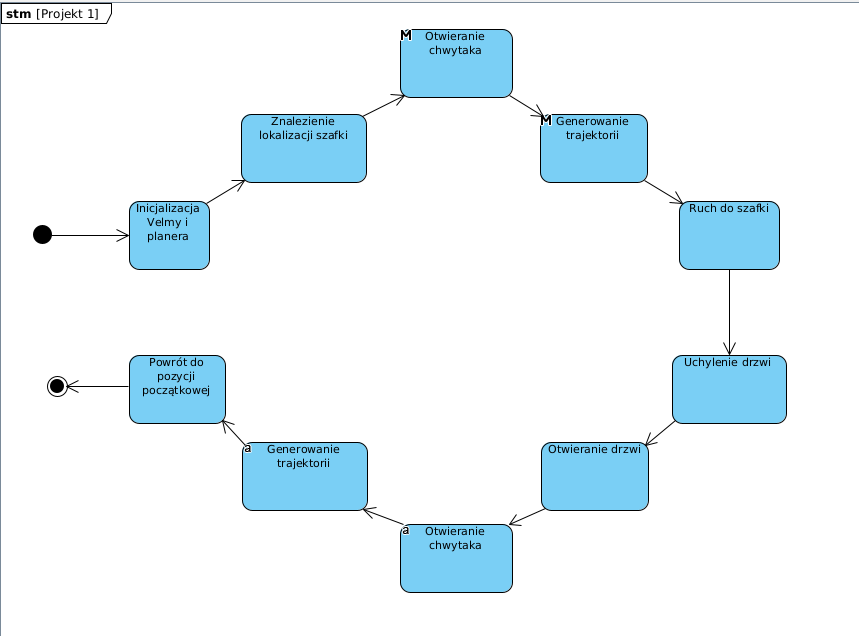 stm [Projekt 1]
M
Otwieranie
chwytaka
Znalezienie
lokalizacji szafki
M
Generowanie
trajektorii
Inicjalizacja
Velmy i
planera
Ruch do szafki
Powrót do
pozycji
początkowej
Uchylenie drzwi
a
Generowanie
trajektorii
Otwieranie drzwi
a
Otwieranie
chwytaka